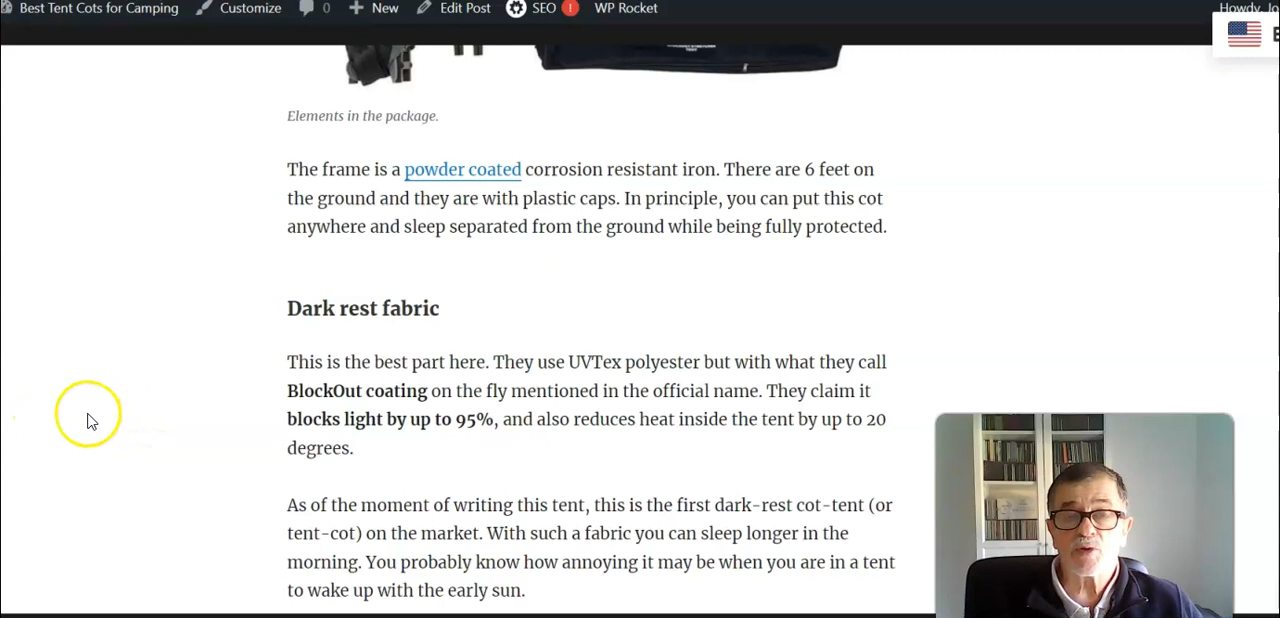 Best Tent Cots for Camping Customize 0 New Edit Post SEO ! WP Rocket Howdy, Jo
Elements in the package.
The frame is a powder coated corrosion resistant iron. There are 6 feet on
the ground and they are with plastic caps. In principle, you can put this cot
anywhere and sleep separated from the ground while being fully protected.
Dark rest fabric
This is the best part here. They use UVTex polyester but with what they call
BlockOut coating on the fly mentioned in the official name. They claim it
blocks light by up to 95%, and also reduces heat inside the tent by up to 20
degrees.
As of the moment of writing this tent, this is the first dark-rest cot-tent (or
tent-cot) on the market. With such a fabric you can sleep longer in the
morning. You probably know how annoying it may be when you are in a tent
to wake up with the early sun.